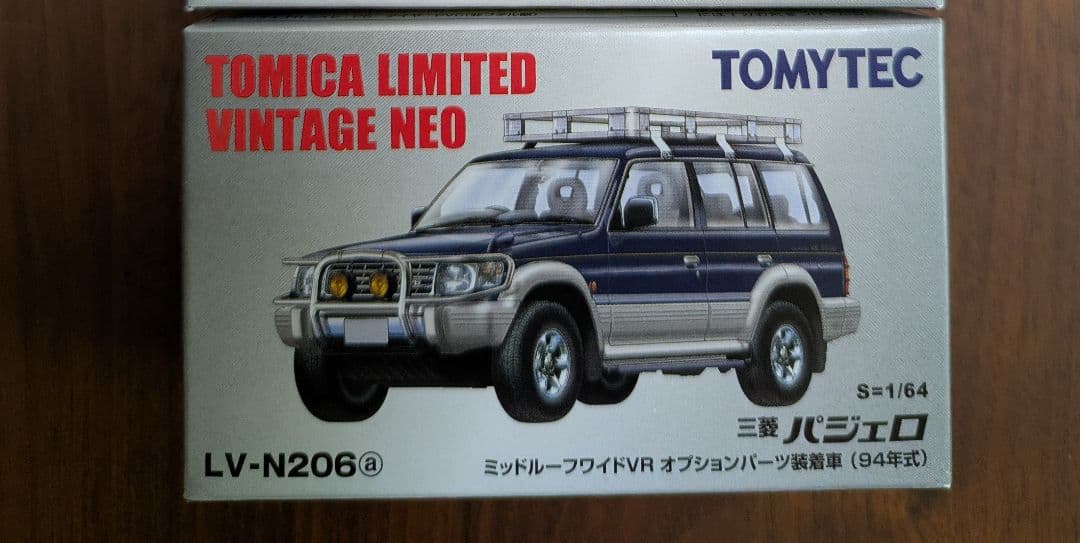 TOMICA LIMITED
VINTAGE NEO
TOMYTEC
S=1/64
三菱 パジェロ
LV-N206ⓐ
ミッドルーフワイドVR オプションパーツ装着車（94年式）